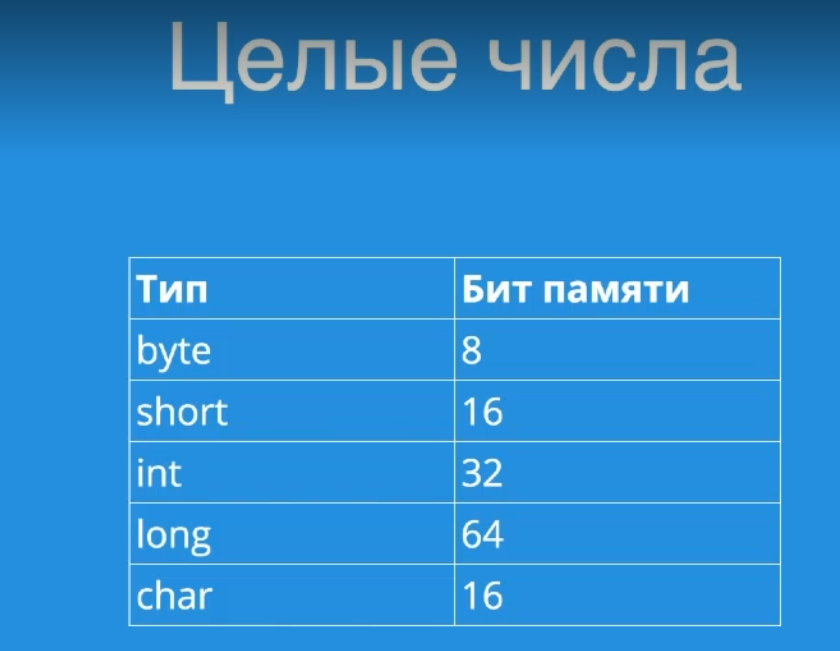 Целые числа
Тип Бит памяти
byte 8
short 16
int 32
long 64
char 16